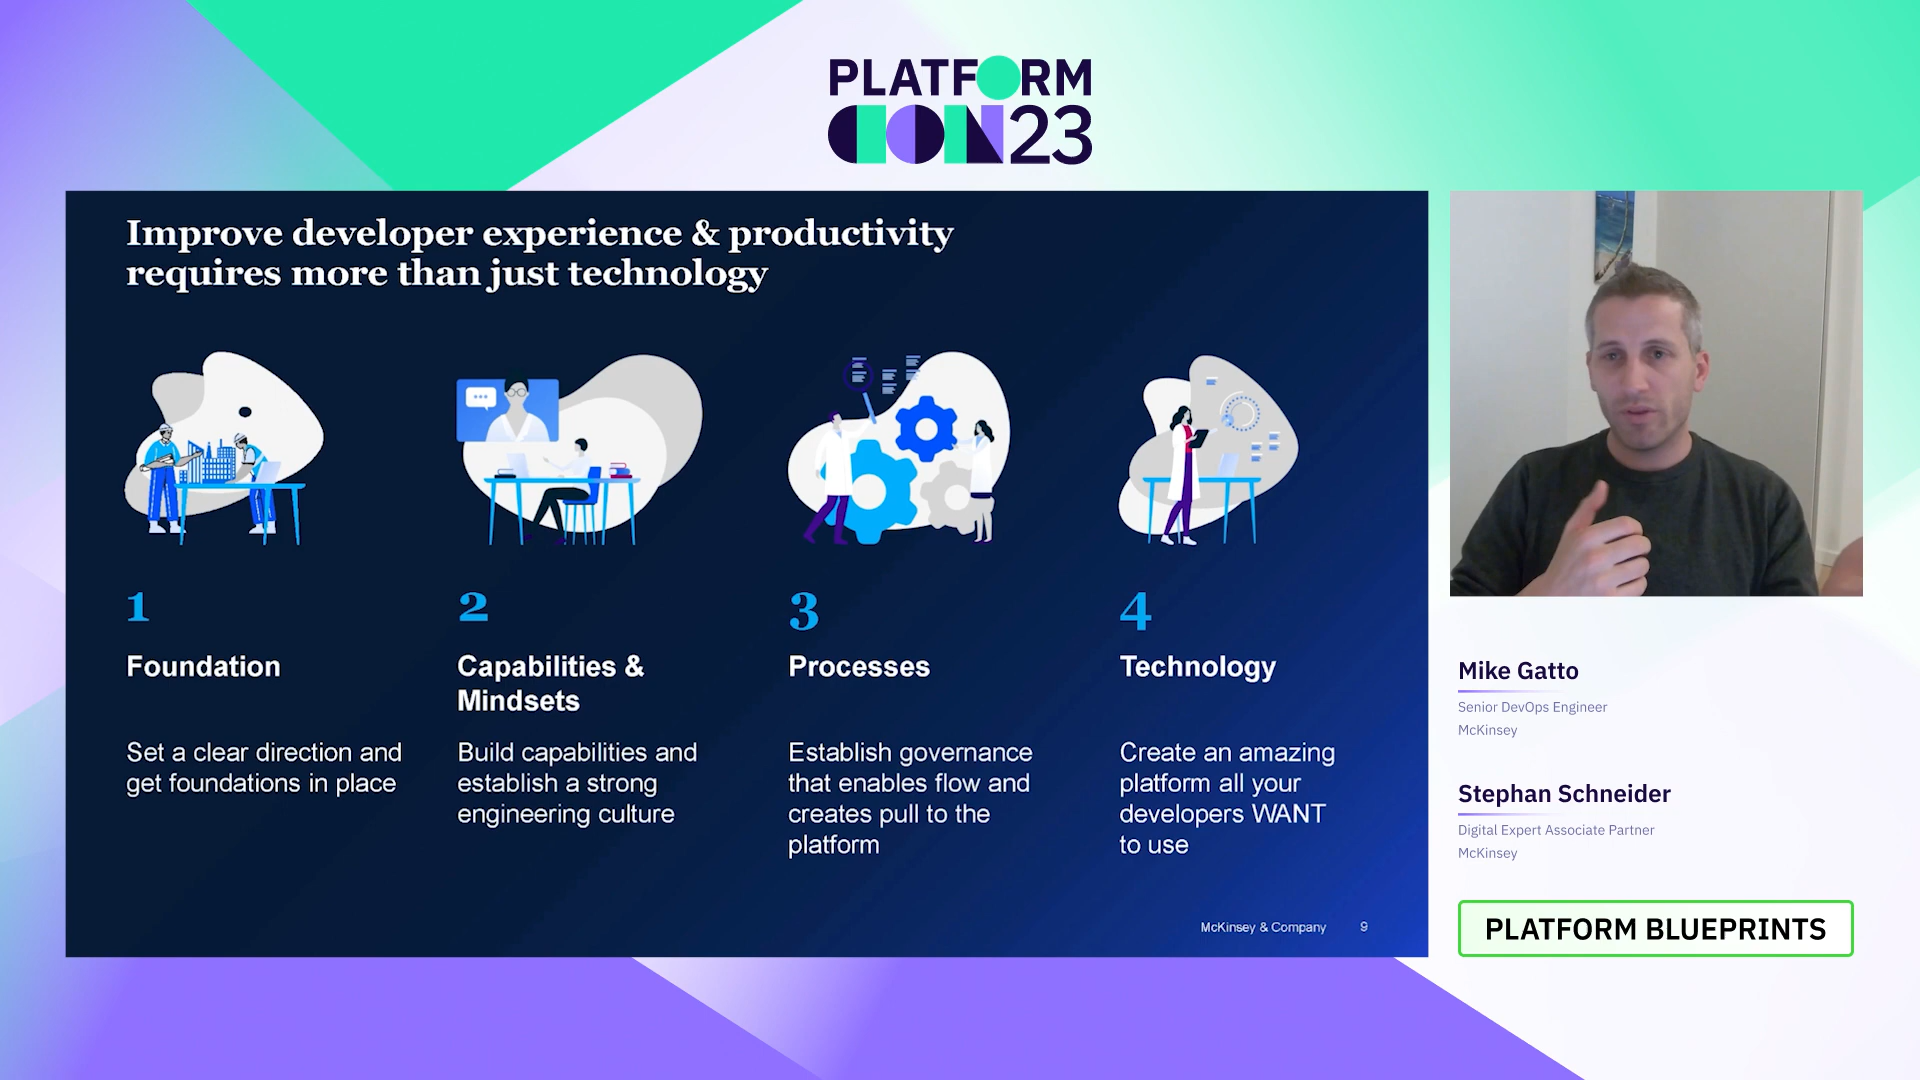 PLATFORM
CON23
Improve developer experience & productivity
requires more than just technology
1
Foundation
Set a clear direction and
get foundations in place
2
Capabilities &
Mindsets
Build capabilities and
establish a strong
engineering culture
3
Processes
Establish governance
that enables flow and
creates pull to the
platform
4
Technology
Create an amazing
platform all your
developers WANT
to use
McKinsey & Company 9
Mike Gatto
Senior DevOps Engineer
McKinsey
Stephan Schneider
Digital Expert Associate Partner
McKinsey
PLATFORM BLUEPRINTS